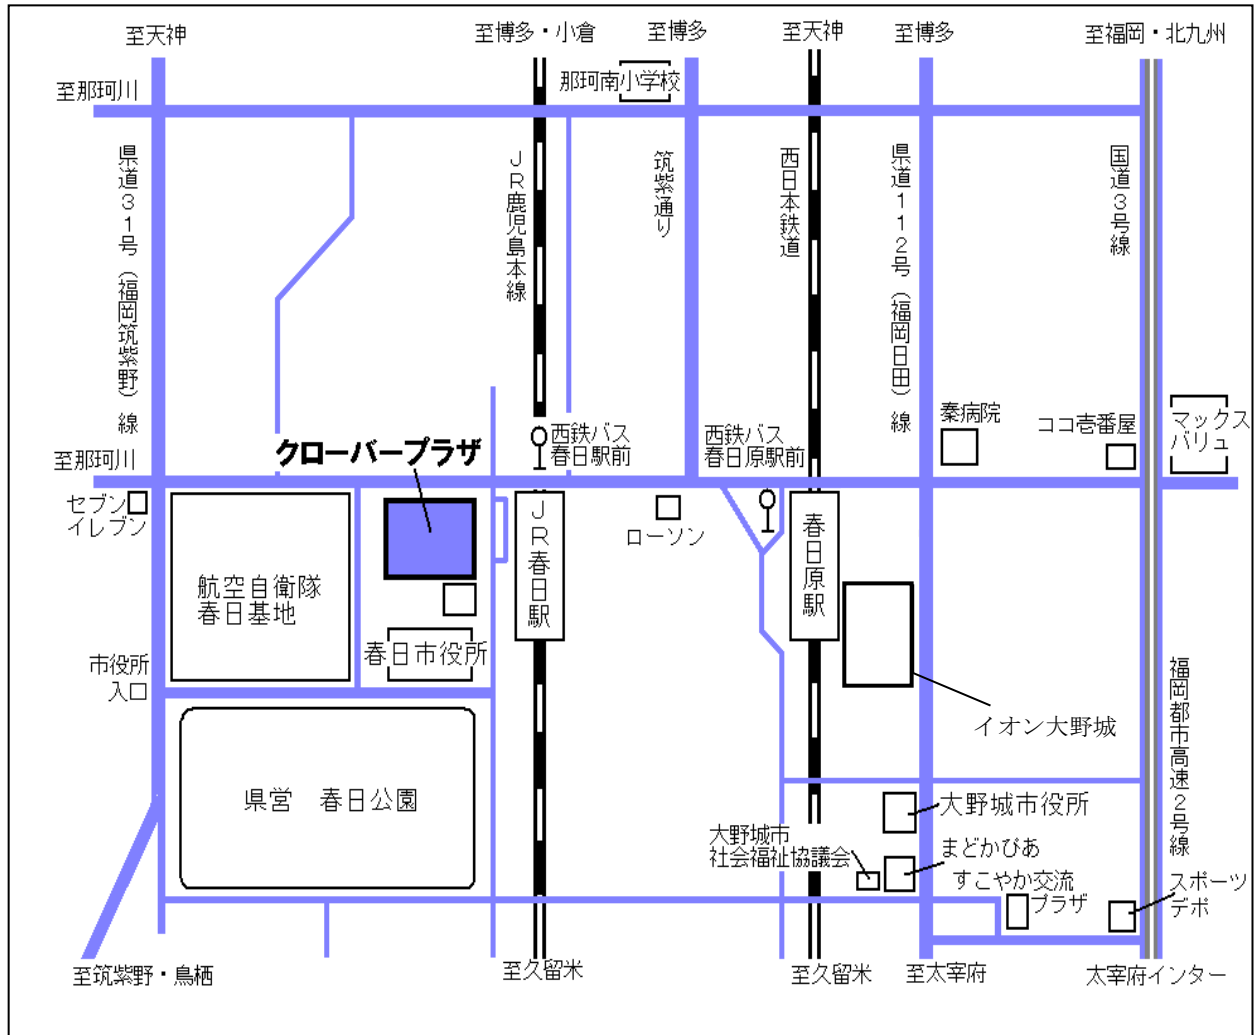 至天神
至博多・小倉
至博多
至天神
至博多
至福岡・北九州
至那珂川
那珂南小学校
県道31号(福岡筑紫野)線
JR鹿児島本線
筑紫通り
西日本鉄道
県道112号(福岡日田)線
国道3号線
至那珂川
クローバープラザ
西鉄バス
春日駅前
西鉄バス
春日原駅前
秦病院
ココ壱番屋
マックス
バリュ
セブン
イレブン
航空自衛隊
春日基地
JR春日駅
ローソン
春日原駅
春日市役所
市役所
入口
イオン大野城
福岡都市高速2号線
県営 春日公園
大野城市役所
大野城市
社会福祉協議会
まどかぴあ
すこやか交流
プラザ
スポーツ
デポ
至筑紫野・鳥栖
至久留米
至久留米
至太宰府
太宰府インター